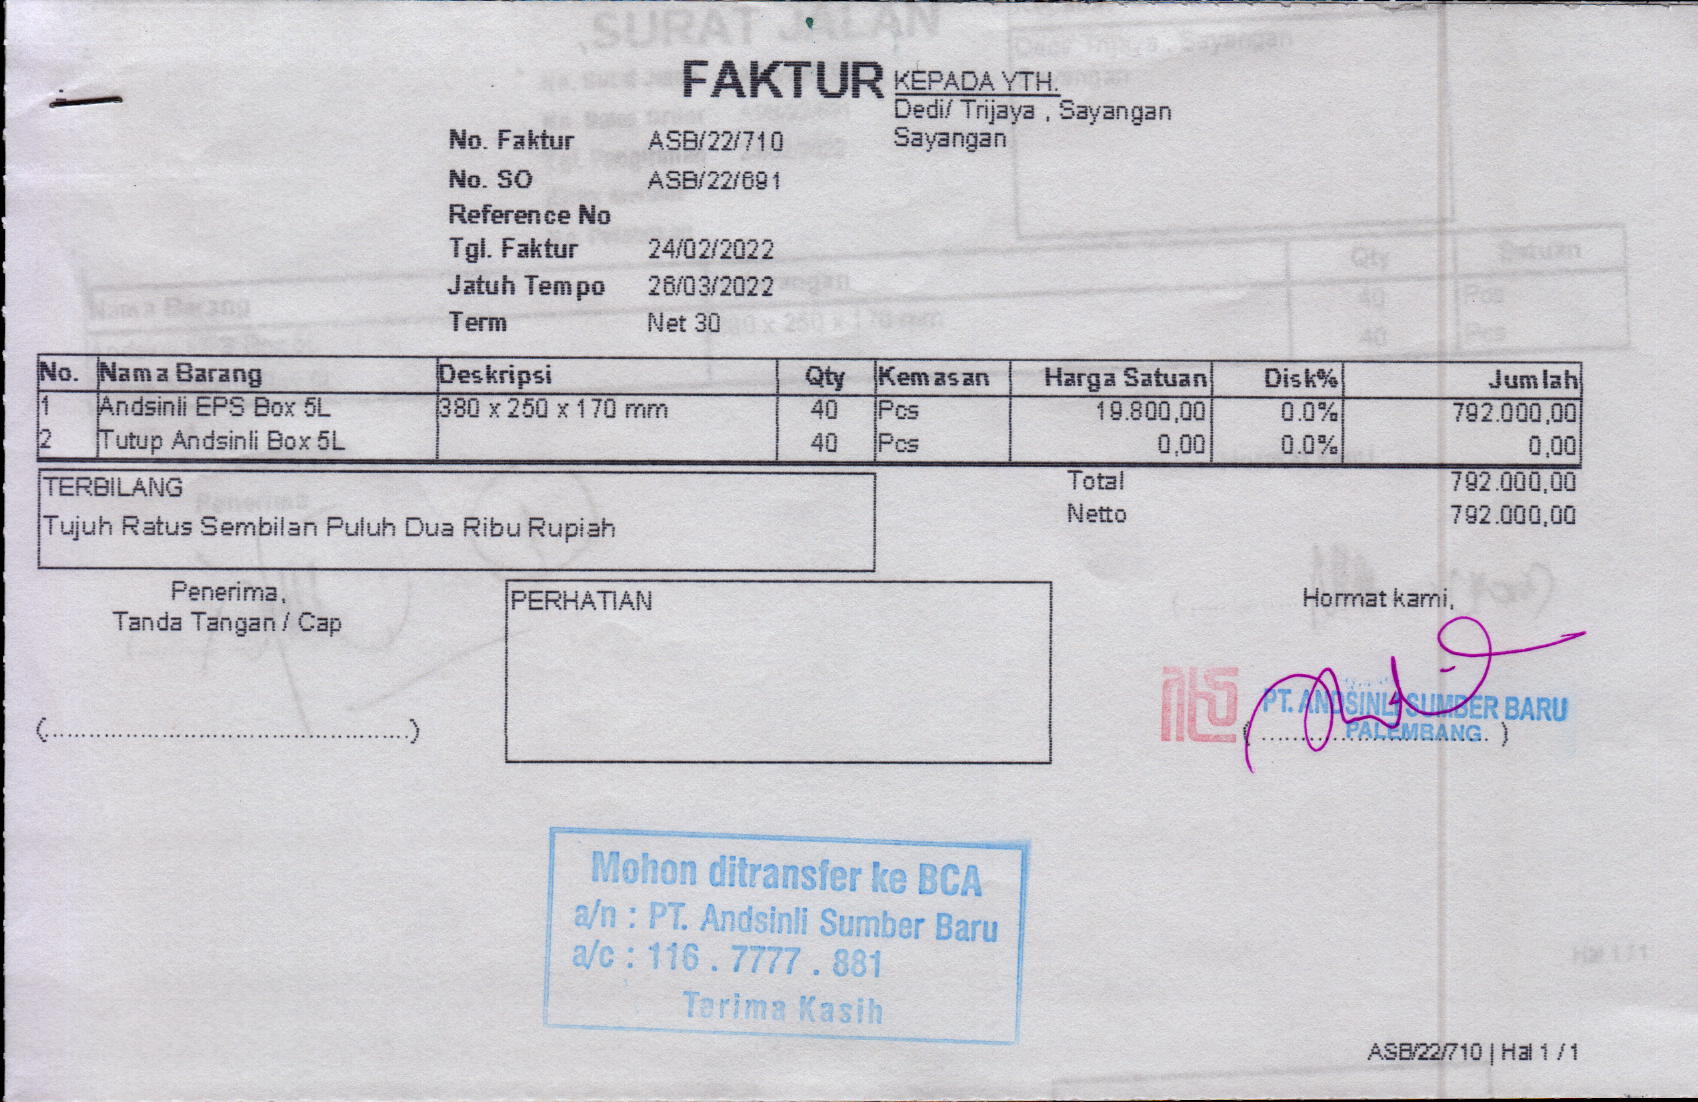 FAKTUR
KEPADA YTH.
Dedi/ Trijaya , Sayangan
Sayangan
No. Faktur ASB/22/710
No. SO ASB/22/691
Reference No
Tgl. Faktur 24/02/2022
Jatuh Tempo 26/03/2022
Term Net 30
No. Nama Barang Deskripsi Qty Kemasan Harga Satuan Disk% Jumlah
1 Andsinli EPS Box 5L 380 x 250 x 170 mm 40 Pcs 19.800,00 0.0% 792.000,00
2 Tutup Andsinli Box 5L 40 Pcs 0,00 0.0% 0,00
TERBILANG
Tujuh Ratus Sembilan Puluh Dua Ribu Rupiah
Total 792.000,00
Netto 792.000,00
Penerima,
Tanda Tangan / Cap
(............................................)
PERHATIAN
Hormat kami,
PT. ANDSINLI SUMBER BARU
PALEMBANG
Mohon ditransfer ke BCA
a/n : PT. Andsinli Sumber Baru
a/c : 116 . 7777 . 881
Terima Kasih
ASB/22/710 | Hal 1 / 1